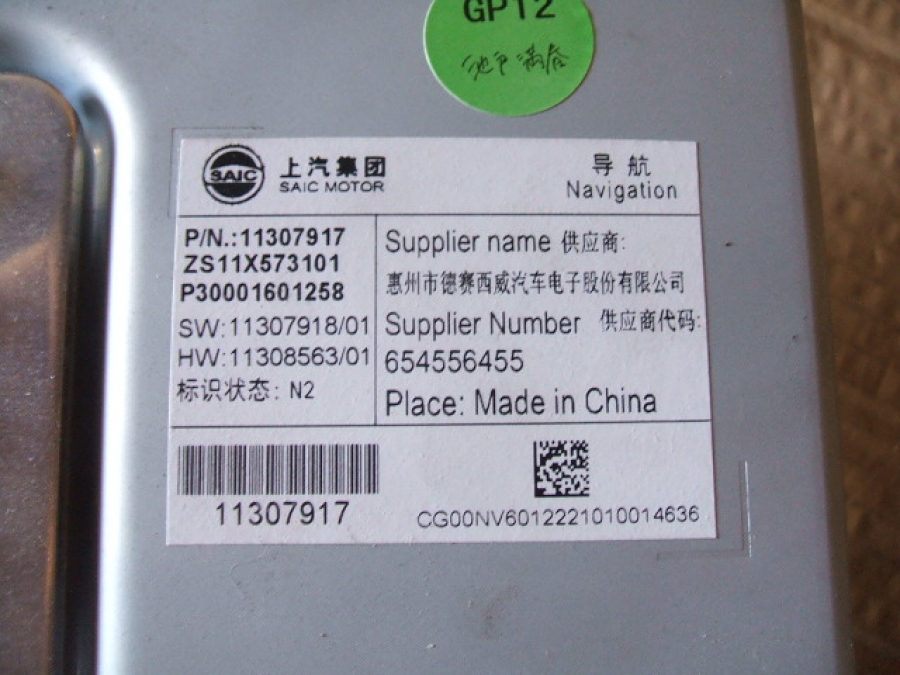 GP12
SAIC
上汽集团
SAIC MOTOR
导航
Navigation
P/N.:11307917
ZS11X573101
P30001601258
SW:11307918/01
HW:11308563/01
标识状态: N2
Supplier name 供应商:
惠州市德赛西威汽车电子股份有限公司
Supplier Number 供应商代码:
654556455
Place: Made in China
11307917
CG00NV6012221010014636